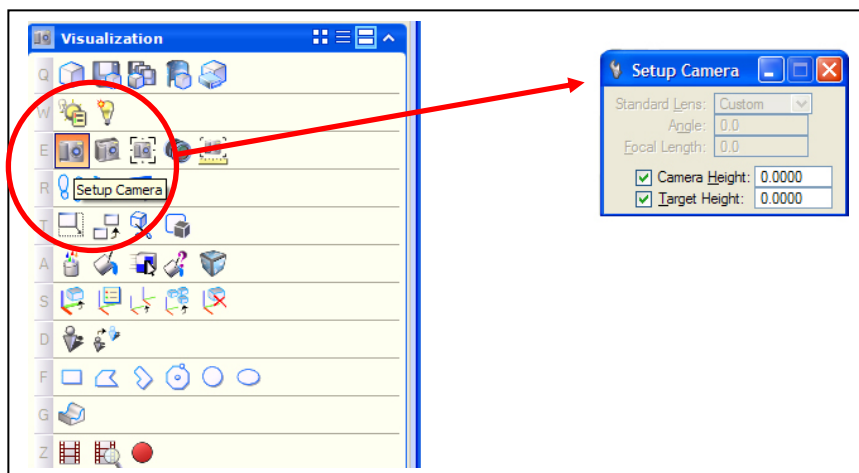 Visualization
Q
W
E
R
Setup Camera
T
A
S
D
F
G
Z
Setup Camera
Standard Lens: Custom
Angle: 0.0
Focal Length: 0.0
Camera Height: 0.0000
Target Height: 0.0000